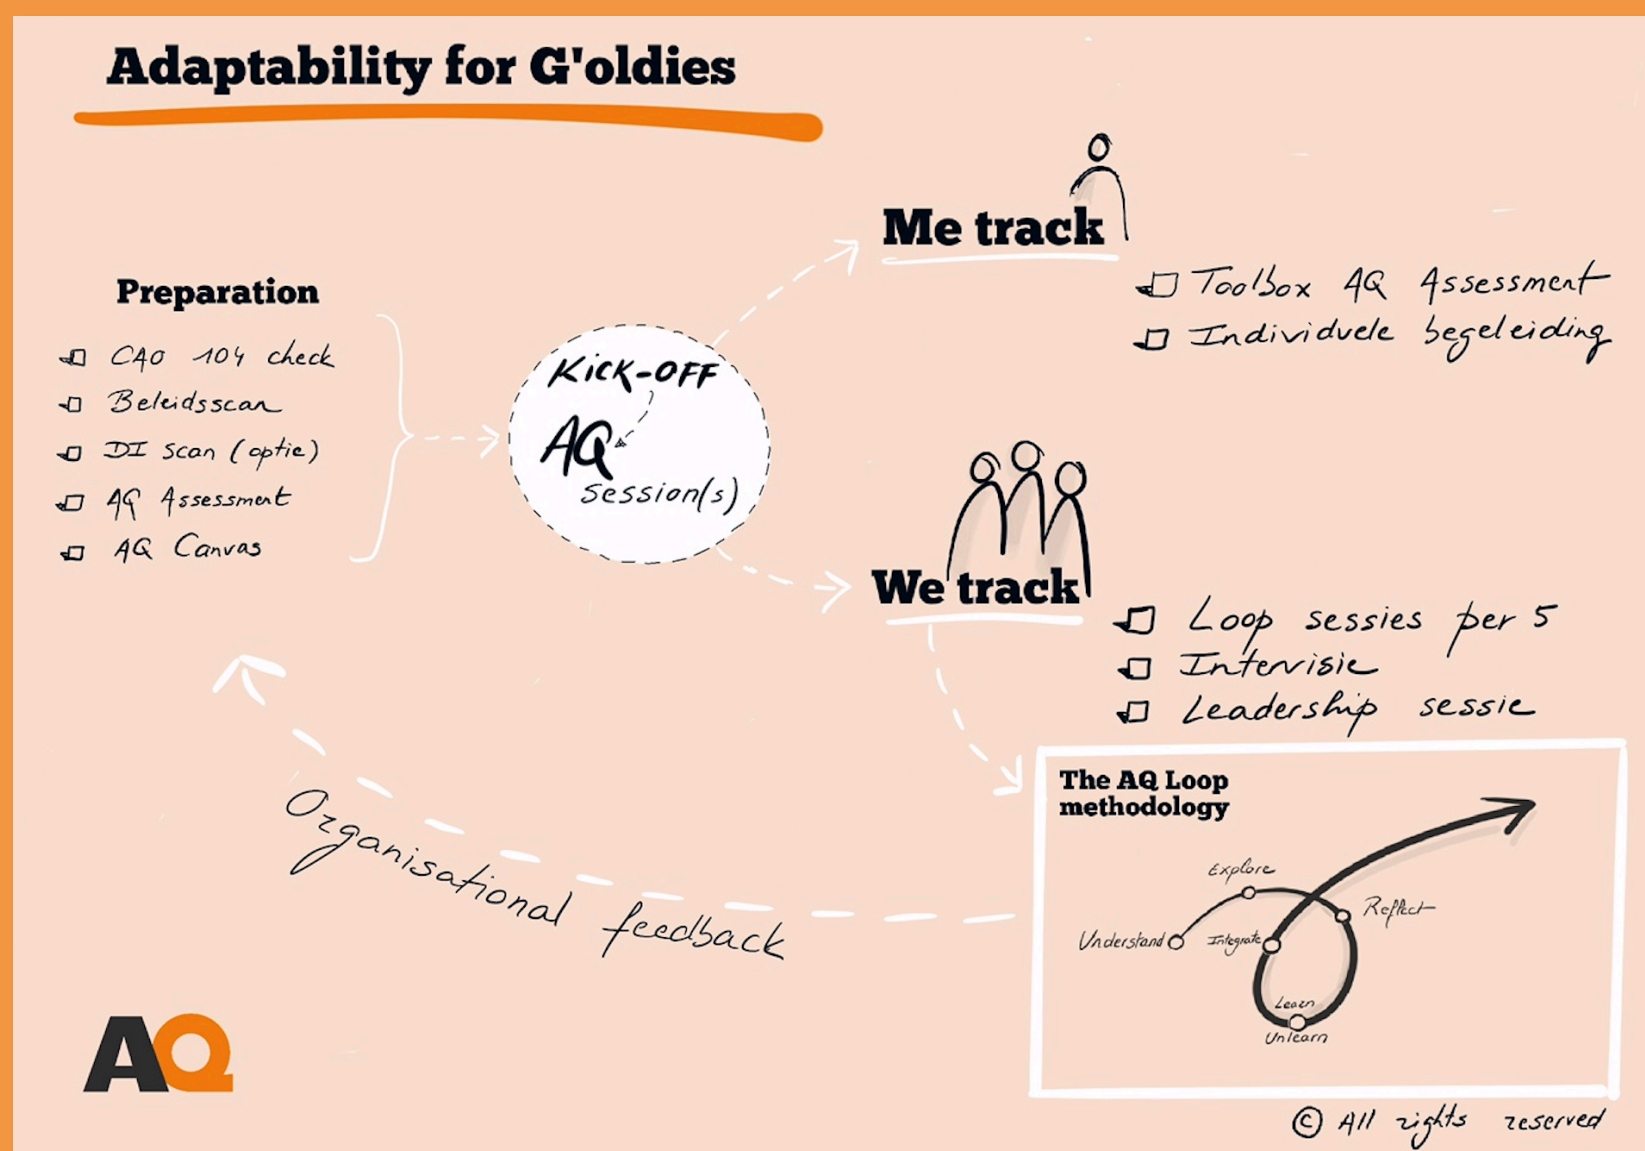 Adaptability for G'oldies
Preparation
CAO 104 check
Beleidsscan
DI scan (optie)
AQ Assessment
AQ Canvas
Kick-OFF
AQ
session(s)
Me track
Toolbox AQ Assessment
Individuele begeleiding
We track
Loop sessies per 5
Intervisie
Leadership sessie
The AQ Loop
methodology
Explore
Reflect
Understand
Integrate
Learn
Unlearn
Organisational feedback
AQ
© All rights reserved